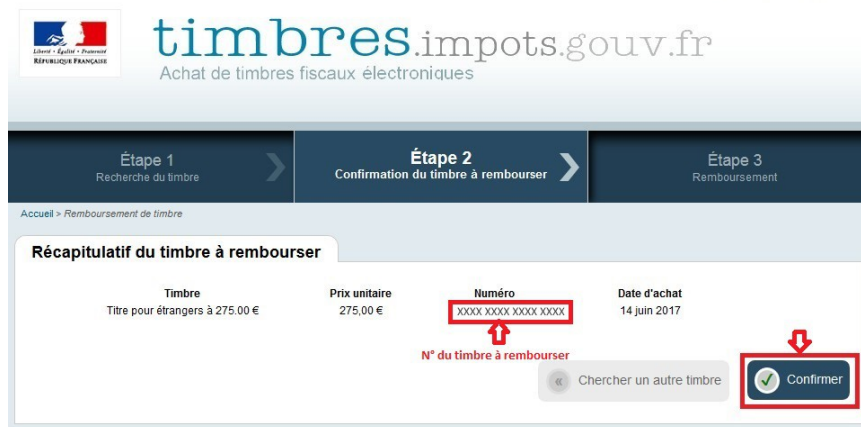 Liberté • Égalité • Fraternité
RÉPUBLIQUE FRANÇAISE
timbres.impots.gouv.fr
Achat de timbres fiscaux électroniques
Étape 1
Recherche du timbre
Étape 2
Confirmation du timbre à rembourser
Étape 3
Remboursement
Accueil > Remboursement de timbre
Récapitulatif du timbre à rembourser
Timbre Prix unitaire Numéro Date d'achat
Titre pour étrangers à 275.00 € 275,00 € XXXX XXXX XXXX XXXX 14 juin 2017
N° du timbre à rembourser
« Chercher un autre timbre Confirmer